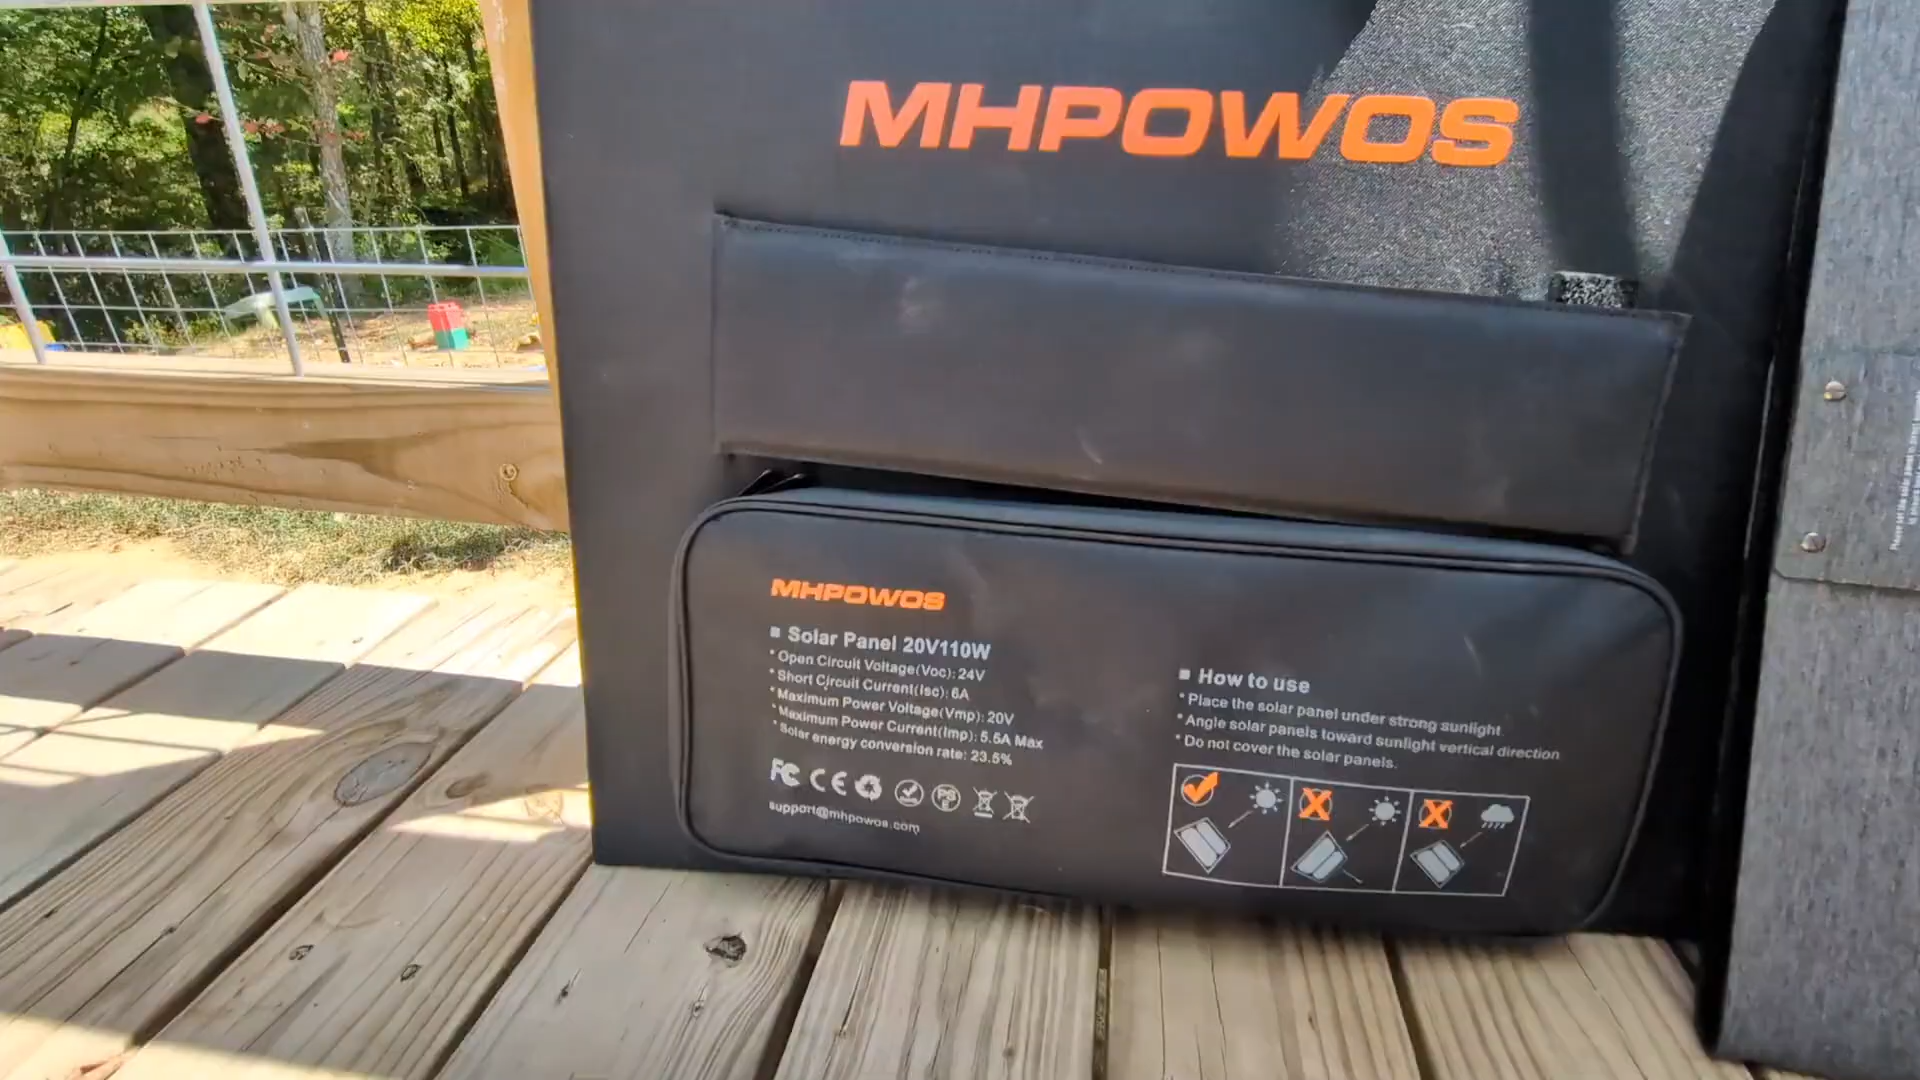 MHPOWOS
MHPOWOS
■ Solar Panel 20V110W
* Open Circuit Voltage(Voc): 24V
* Short Circuit Current(Isc): 6A
* Maximum Power Voltage(Vmp): 20V
* Maximum Power Current(Imp): 5.5A Max
* Solar energy conversion rate: 23.5%
FC CE PS E
support@mhpowos.com
■ How to use
* Place the solar panel under strong sunlight
* Angle solar panels toward sunlight vertical direction
* Do not cover the solar panels.